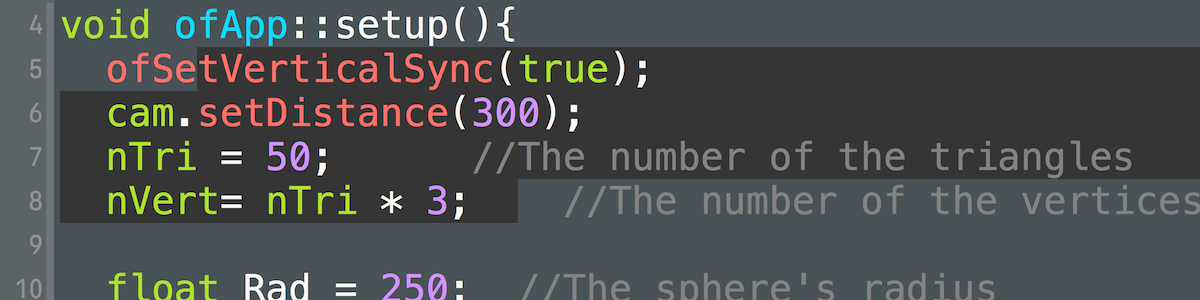 4 void ofApp::setup(){
5 ofSetVerticalSync(true);
6 cam.setDistance(300);
7 nTri = 50; //The number of the triangles
8 nVert= nTri * 3; //The number of the vertices
9
10 float Rad = 250; //The sphere's radius